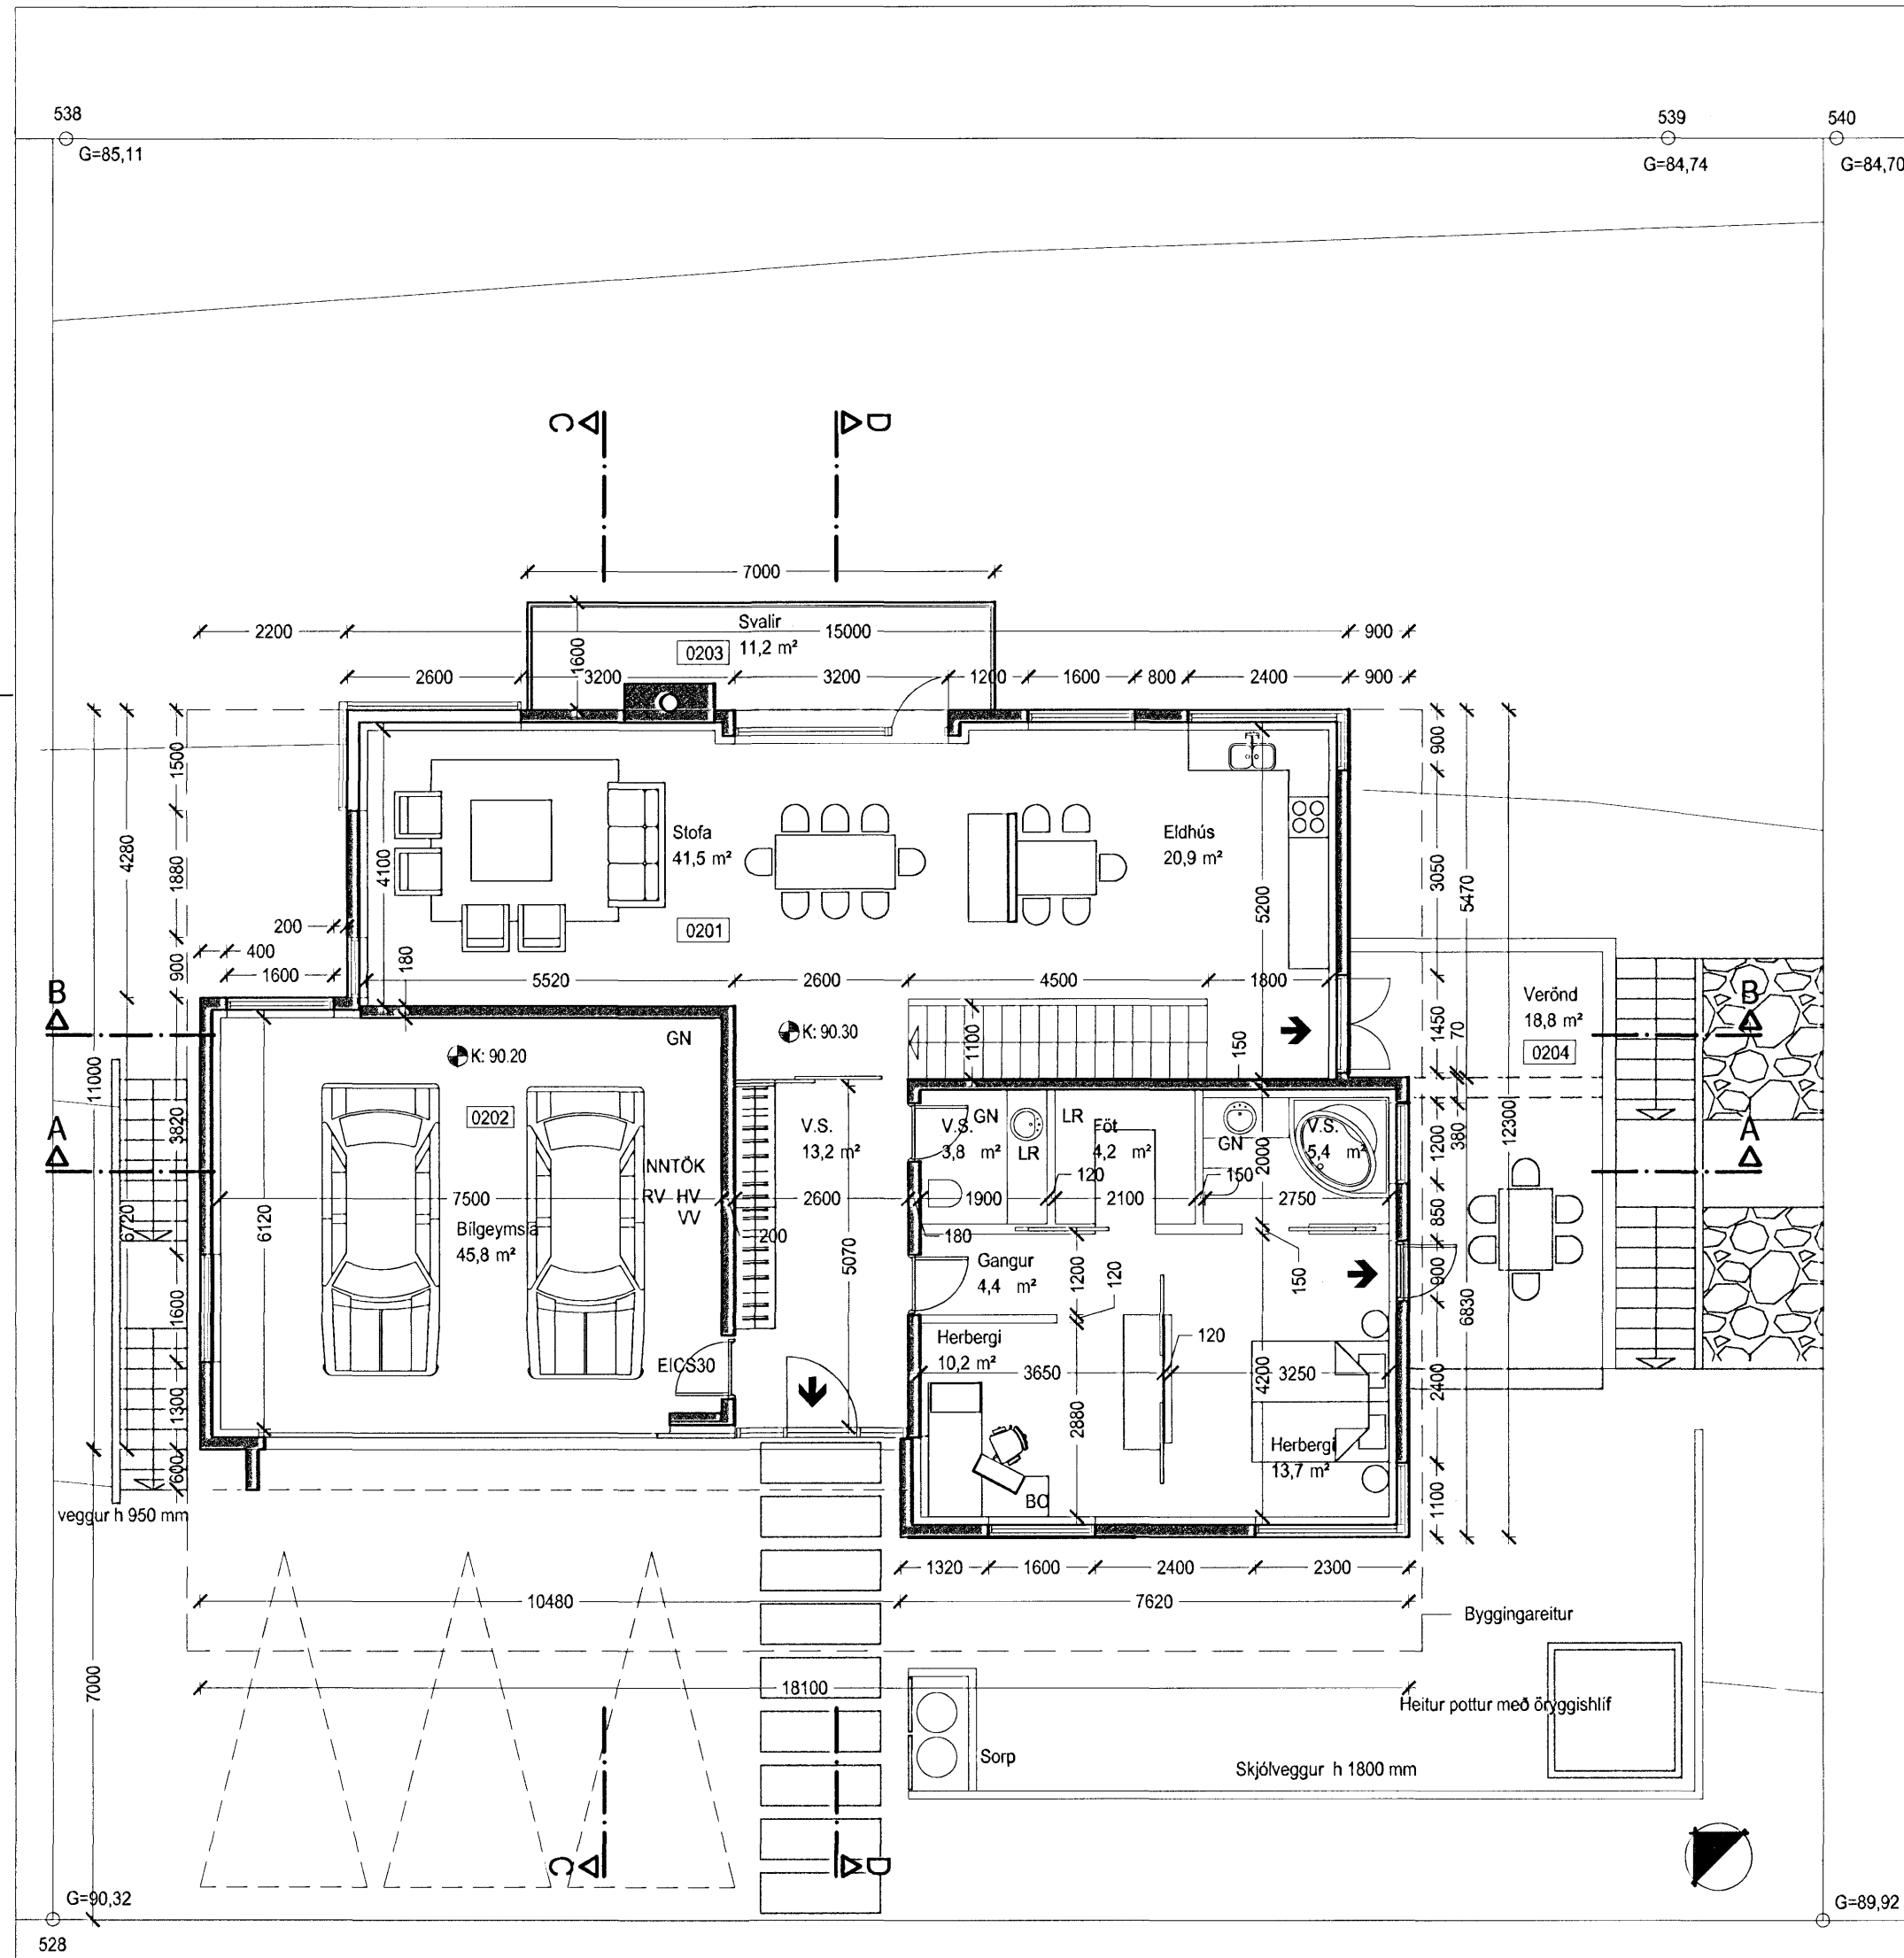 538
539
540
G=85,11
G=84,74
G=84,70
C
D
7000
2200
15000
900
Svalir
11,2 m²
0203
1600
2600
3200
3200
1200
1600
800
2400
900
11000
4280
1500
1880
900
200
400
1600
4100
180
Stofa
41,5 m²
0201
Eldhús
20,9 m²
5200
5520
2600
4500
1800
900
3050
5470
1450
70
12300
B
B
Verönd
18,8 m²
0204
GN
K: 90.20
K: 90.30
1100
150
A
A
3820
6720
0202
V.S.
13,2 m²
V.S.
3,8 m²
GN
LR
LR
Föt
4,2 m²
GN
V.S.
5,4 m²
2000
1200
380
NNTÖK
RV HV
VV
7500
2600
1900
120
2100
150
2750
6120
Bílgeymsla
45,8 m²
200
180
850
5070
Gangur
4,4 m²
1200
120
150
900
6830
1600
EICS30
Herbergi
10,2 m²
120
3650
4200
3250
2400
1300
2880
Herbergi
13,7 m²
BO
600
1100
veggur h 950 mm
1320
1600
2400
2300
10480
7620
Byggingareitur
7000
18100
Heitur pottur með öryggishlíf
Sorp
Skjólveggur h 1800 mm
C
D
G=90,32
G=89,92
528